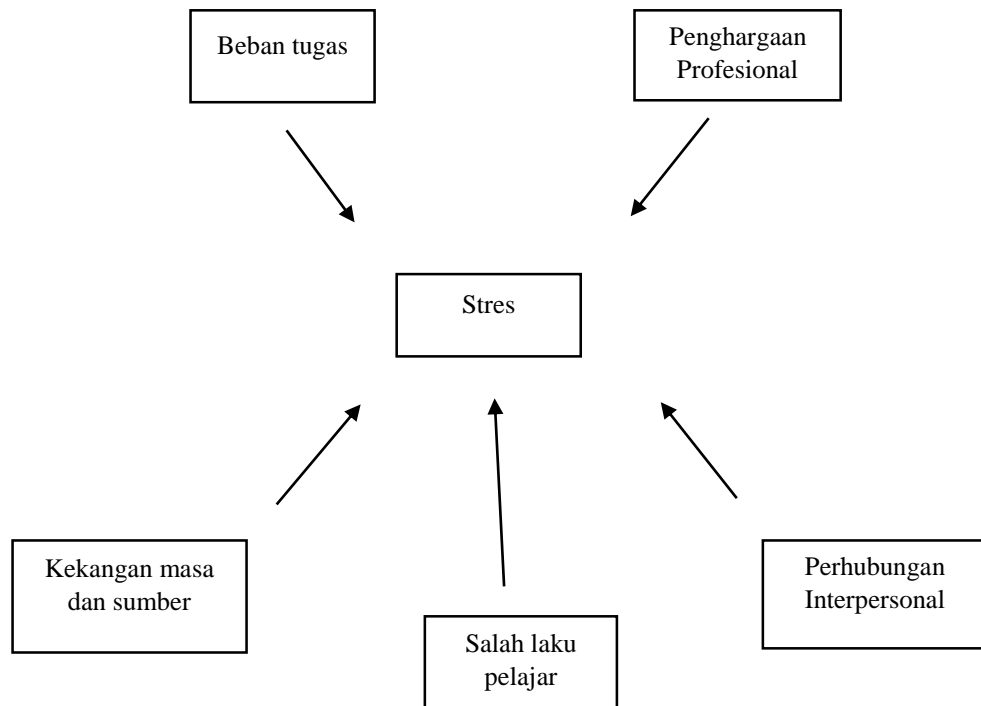 Beban tugas
Penghargaan
Profesional
Stres
Kekangan masa
dan sumber
Salah laku
pelajar
Perhubungan
Interpersonal